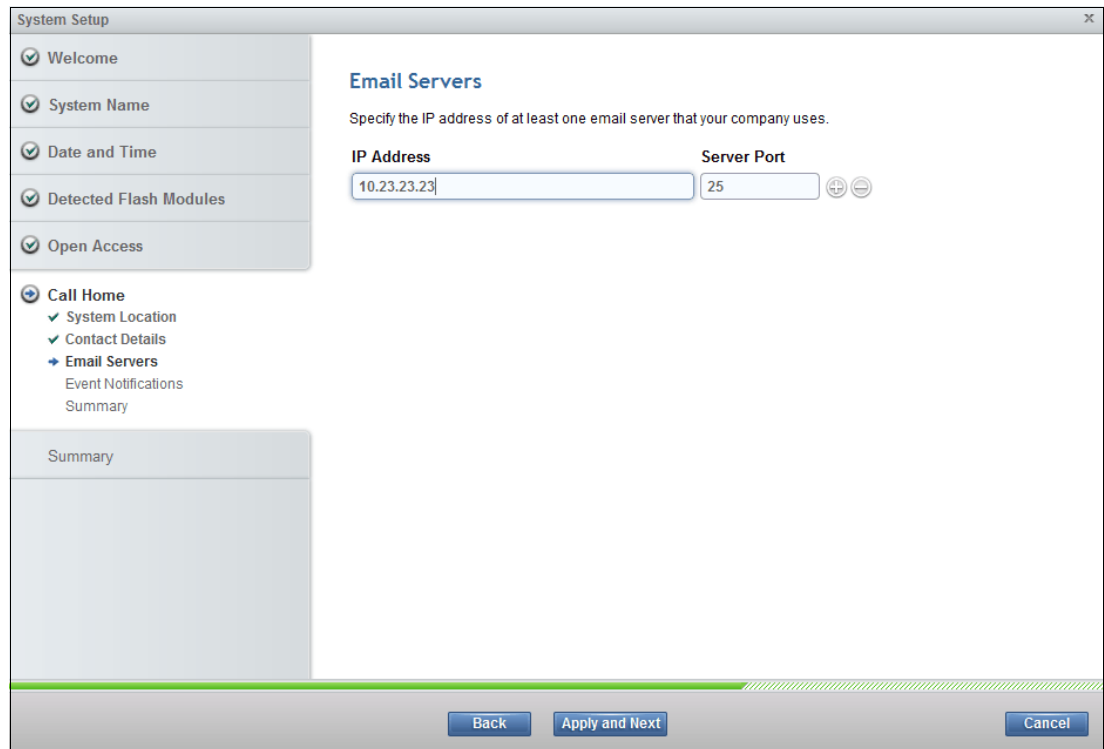 System Setup
x
Welcome
System Name
Date and Time
Detected Flash Modules
Open Access
Call Home
System Location
Contact Details
Email Servers
Event Notifications
Summary
Summary
Email Servers
Specify the IP address of at least one email server that your company uses.
IP Address Server Port
10.23.23.23 25
Back Apply and Next Cancel